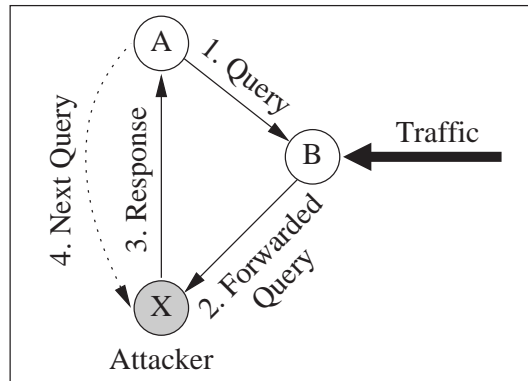 A
1. Query
B
Traffic
4. Next Query
3. Response
2. Forwarded
Query
X
Attacker